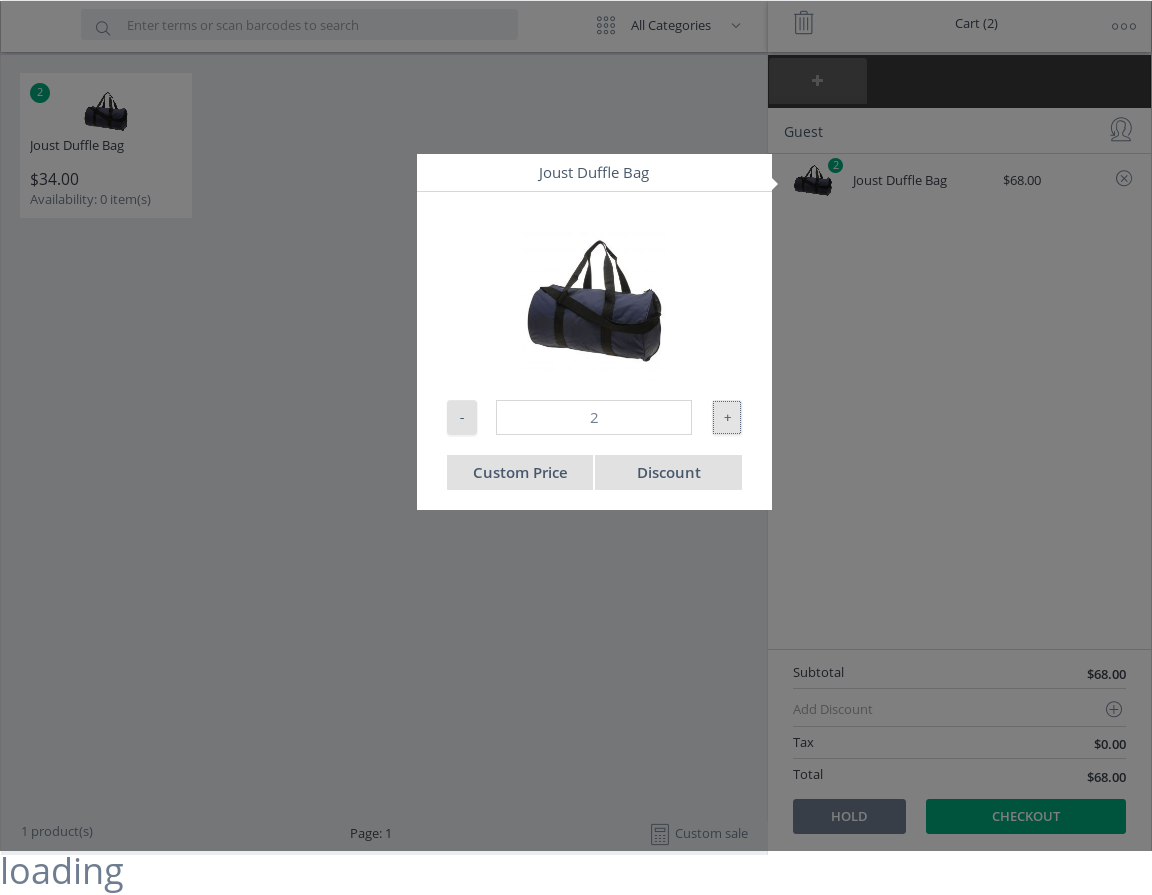 Enter terms or scan barcodes to search
All Categories
Cart (2)
+
Guest
2
Joust Duffle Bag
$34.00
Availability: 0 item(s)
Joust Duffle Bag
- 2 +
Custom Price Discount
2
Joust Duffle Bag $68.00
Subtotal $68.00
Add Discount
Tax $0.00
Total $68.00
HOLD CHECKOUT
1 product(s) Page: 1 Custom sale
loading